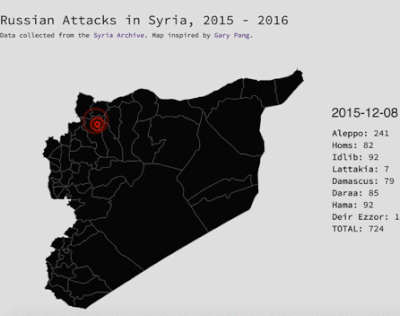 Russian Attacks in Syria, 2015 - 2016
Data collected from the Syria Archive. Map inspired by Gary Pang.
2015-12-08
Aleppo: 241
Homs: 82
Idlib: 92
Lattakia: 7
Damascus: 79
Daraa: 85
Hama: 92
Deir Ezzor:
TOTAL: 724